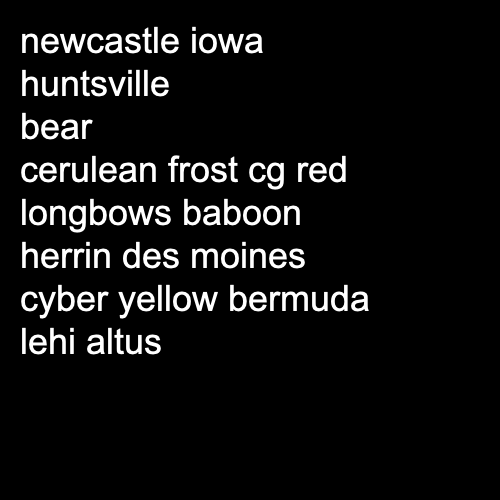 newcastle iowa
huntsville
bear
cerulean frost cg red
longbows baboon
herrin des moines
cyber yellow bermuda
lehi altus